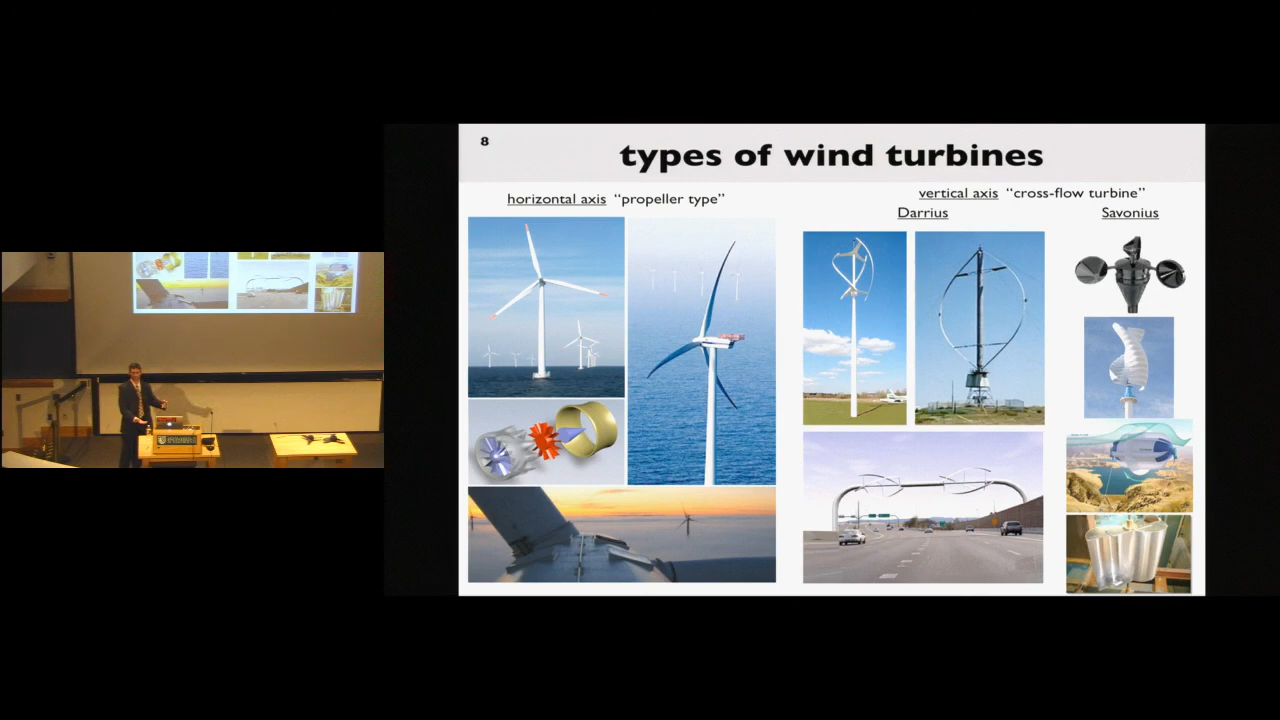 8
types of wind turbines
horizontal axis “propeller type”
vertical axis “cross-flow turbine”
Darrius
Savonius